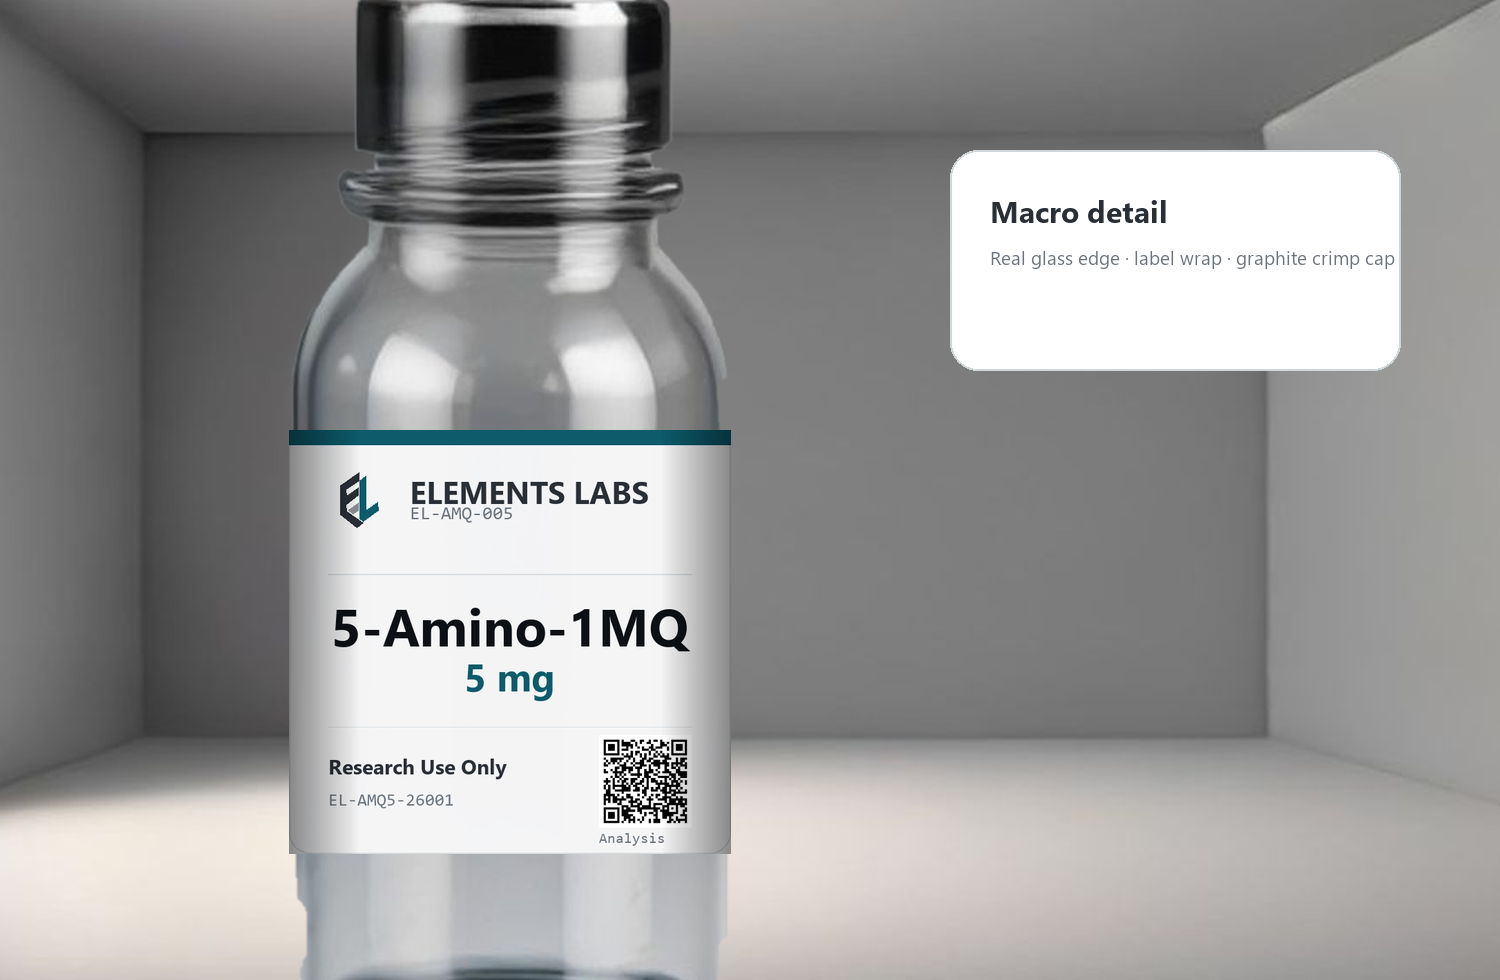 ELEMENTS LABS
EL-AMQ-005
5-Amino-1MQ
5 mg
Research Use Only
EL-AMQ5-26001
Analysis
Macro detail
Real glass edge · label wrap · graphite crimp cap